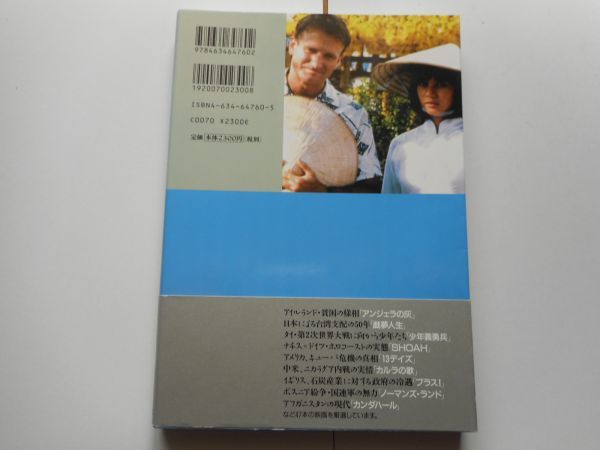 9784634647602
1920070023008
ISBN4-634-64760-5
C0070 ¥2300E
定価 本体2300円 (税別)
アイルランド・貧困の様相「アンジェラの灰」
日本による台湾支配の50年「戯夢人生」
タイ・第2次世界大戦に向かう少年たち「少年義勇兵」
ナチス＝ドイツ・ホロコーストの実態「SHOAH」
アメリカ、キューバ危機の真相「13デイズ」
中米、ニカラグア内戦の実情「カルラの歌」
イギリス、石炭産業に対する政府の冷遇「ブラス!」
ボスニア紛争・国連軍の無力「ノーマンズ・ランド」
アフガニスタンの現代「カンダハール」
など47本の映画を厳選しています。